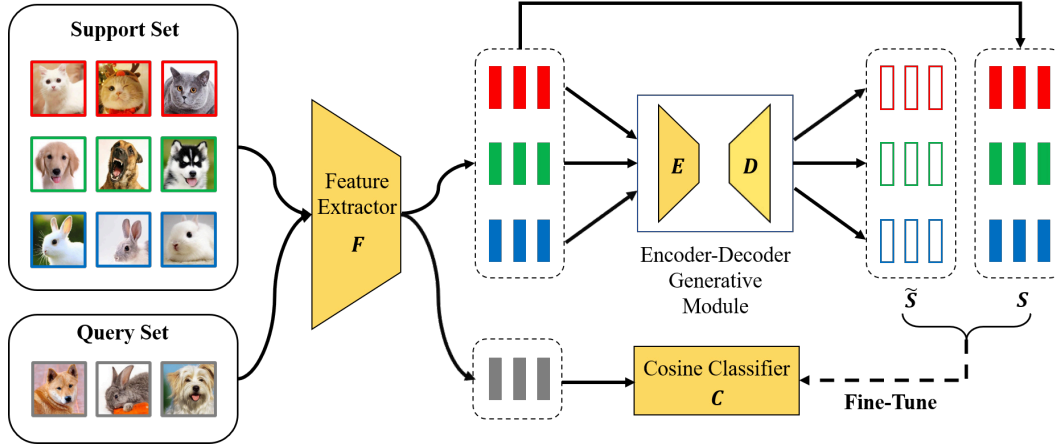 Support Set
Query Set
Feature
Extractor
F
E
D
Encoder-Decoder
Generative
Module
S̃
S
Cosine Classifier
C
Fine-Tune